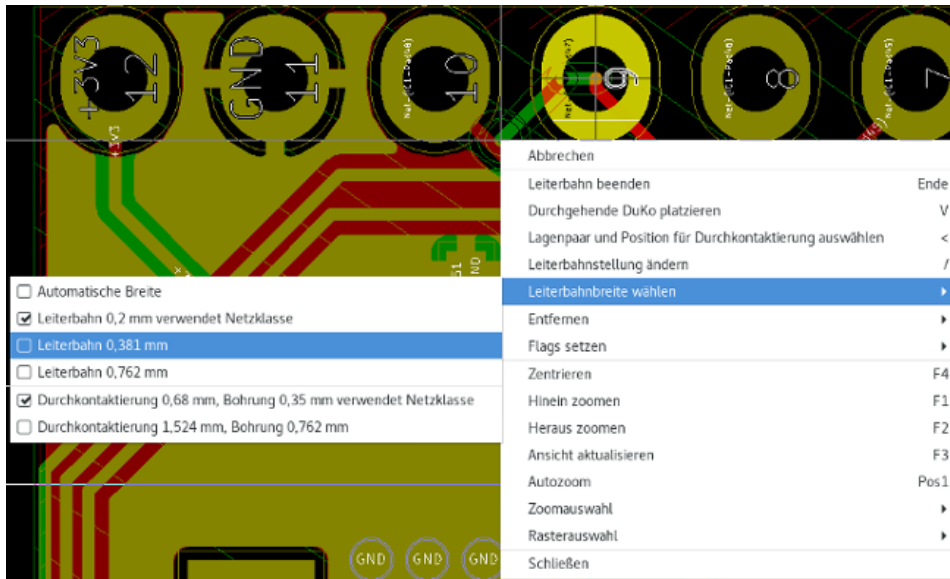 +3V3
12
GND
11
10
9
8
7
+3V3
GND
Abbrechen
Leiterbahn beenden Ende
Durchgehende DuKo platzieren V
Lagenpaar und Position für Durchkontaktierung auswählen <
Leiterbahnstellung ändern /
Leiterbahnbreite wählen
Entfernen
Flags setzen
Zentrieren F4
Hinein zoomen F1
Heraus zoomen F2
Ansicht aktualisieren F3
Autozoom Pos1
Zoomauswahl
Rasterauswahl
Schließen
Automatische Breite
Leiterbahn 0,2 mm verwendet Netzklasse
Leiterbahn 0,381 mm
Leiterbahn 0,762 mm
Durchkontaktierung 0,68 mm, Bohrung 0,35 mm verwendet Netzklasse
Durchkontaktierung 1,524 mm, Bohrung 0,762 mm
GND GND GND